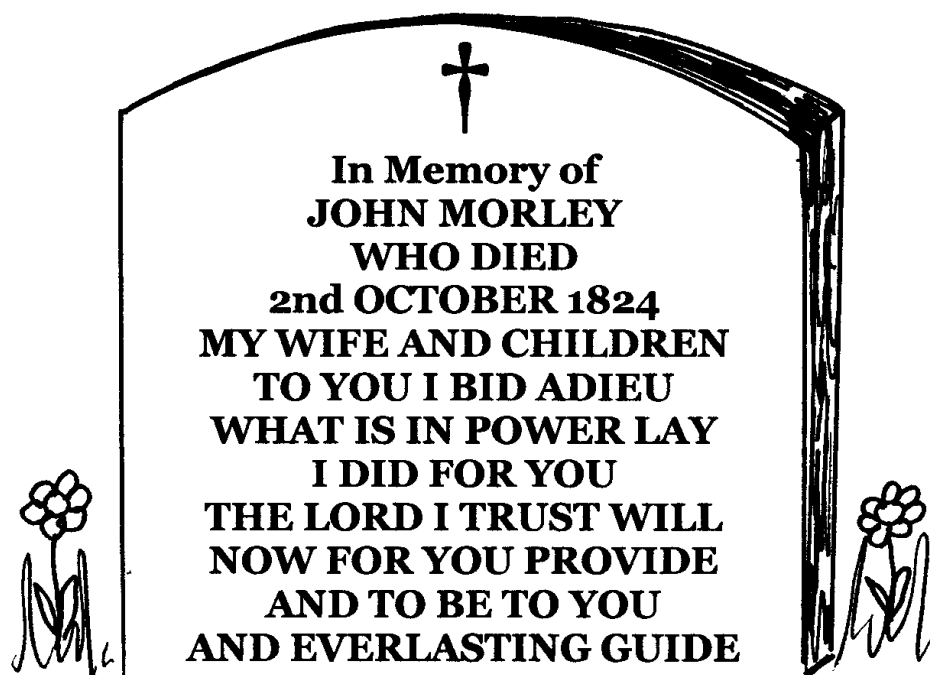 In Memory of
JOHN MORLEY
WHO DIED
2nd OCTOBER 1824
MY WIFE AND CHILDREN
TO YOU I BID ADIEU
WHAT IS IN POWER LAY
I DID FOR YOU
THE LORD I TRUST WILL
NOW FOR YOU PROVIDE
AND TO BE TO YOU
AND EVERLASTING GUIDE